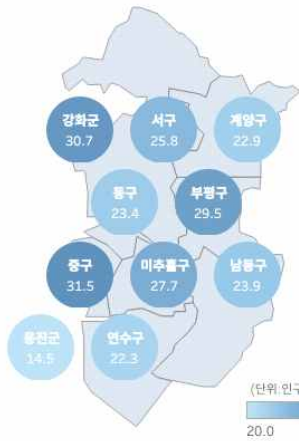 강화군
30.7
서구
25.8
계양구
22.9
동구
23.4
부평구
29.5
중구
31.5
미추홀구
27.7
남동구
23.9
옹진군
14.5
연수구
22.3
(단위:인구
20.0